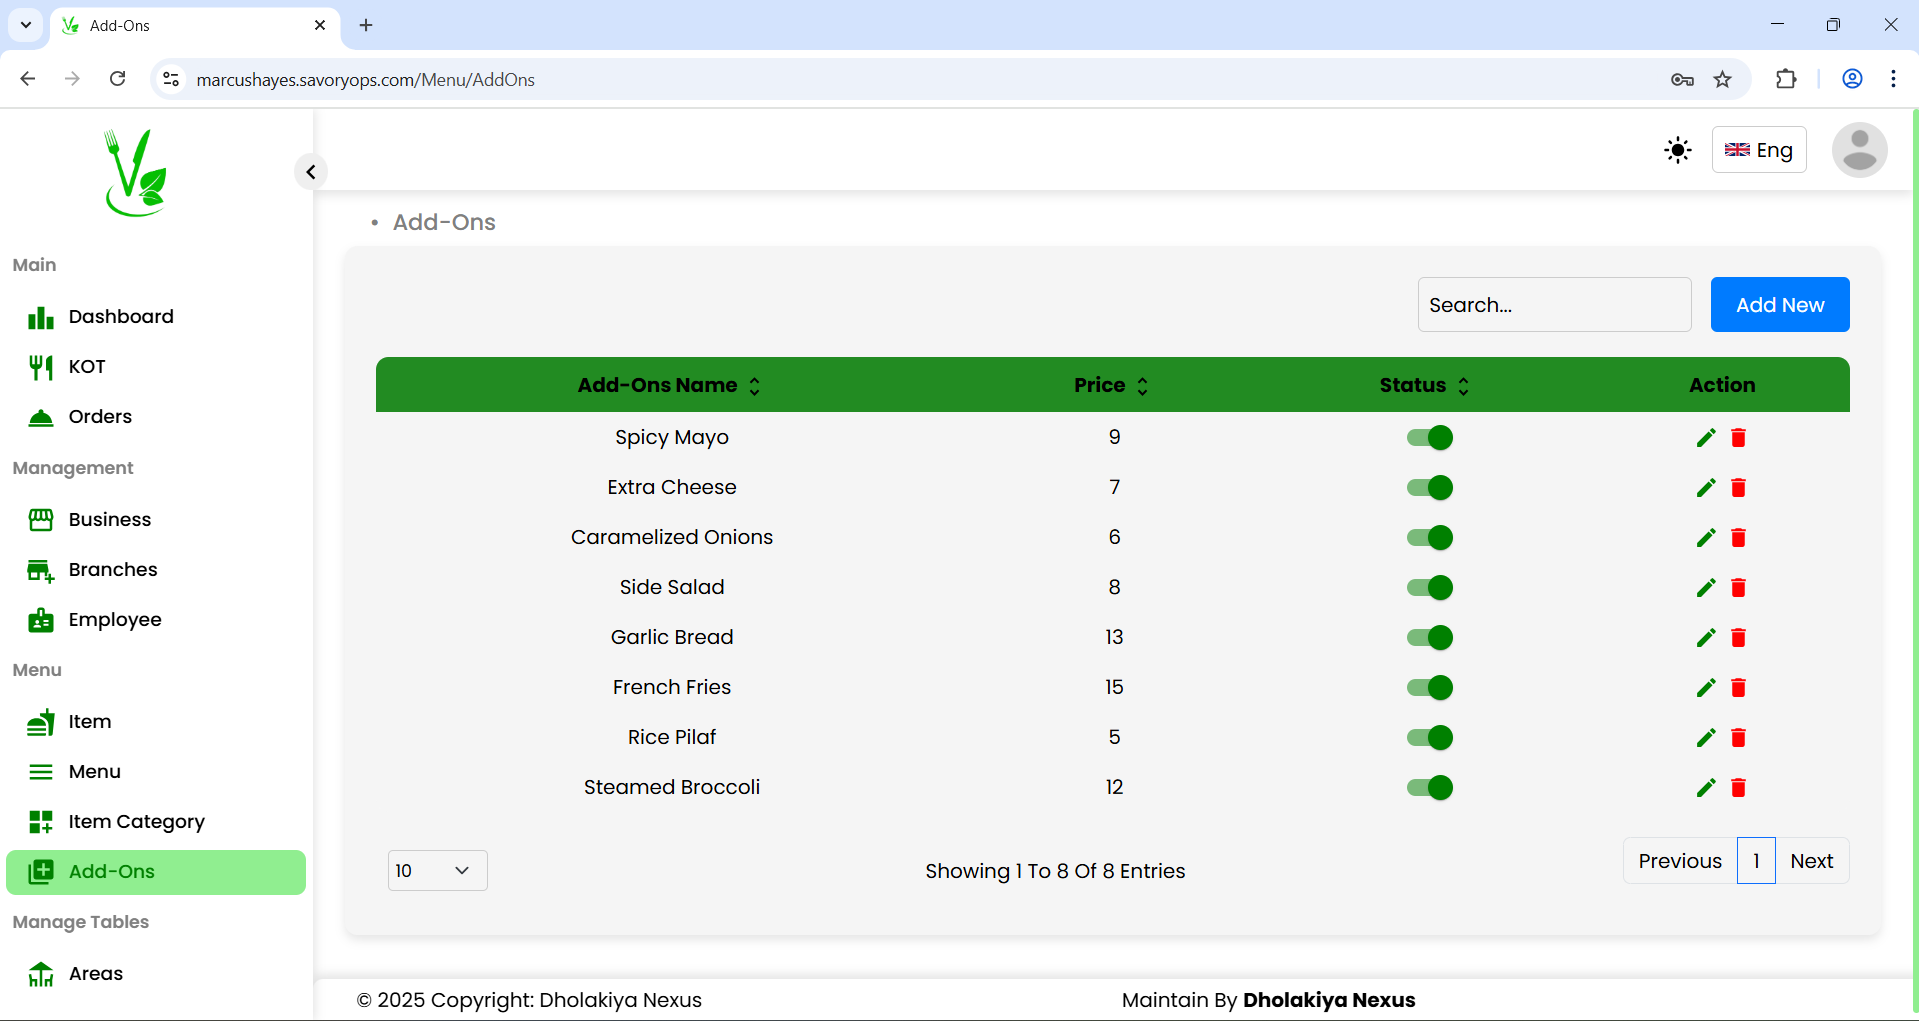 Add-Ons
marcushayes.savoryops.com/Menu/AddOns
Eng
Main
Dashboard
KOT
Orders
Management
Business
Branches
Employee
Menu
Item
Menu
Item Category
Add-Ons
Manage Tables
Areas
• Add-Ons
Search...
Add New
Add-Ons Name Price Status Action
Spicy Mayo 9
Extra Cheese 7
Caramelized Onions 6
Side Salad 8
Garlic Bread 13
French Fries 15
Rice Pilaf 5
Steamed Broccoli 12
10
Showing 1 To 8 Of 8 Entries
Previous 1 Next
© 2025 Copyright: Dholakiya Nexus
Maintain By Dholakiya Nexus